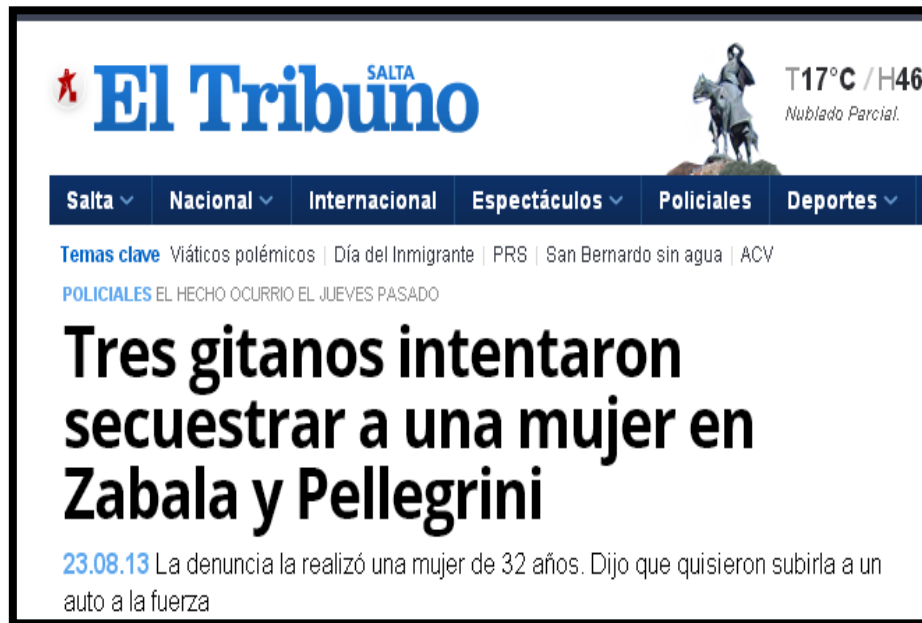 SALTA
El Tribuno
T17°C / H46
Nublado Parcial.
Salta Nacional Internacional Espectáculos Policiales Deportes
Temas clave Viáticos polémicos | Día del Inmigrante | PRS | San Bernardo sin agua | ACV
POLICIALES EL HECHO OCURRIO EL JUEVES PASADO
Tres gitanos intentaron
secuestrar a una mujer en
Zabala y Pellegrini
23.08.13 La denuncia la realizó una mujer de 32 años. Dijo que quisieron subirla a un
auto a la fuerza